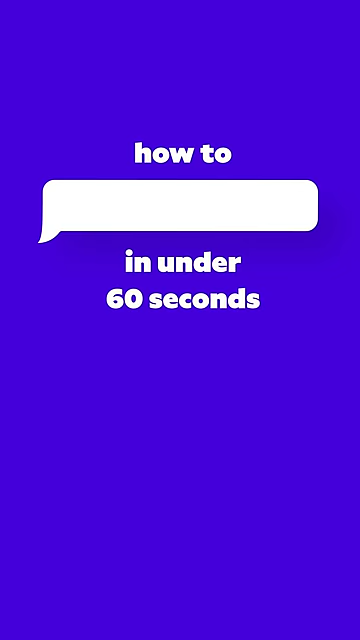 how to
in under
60 seconds